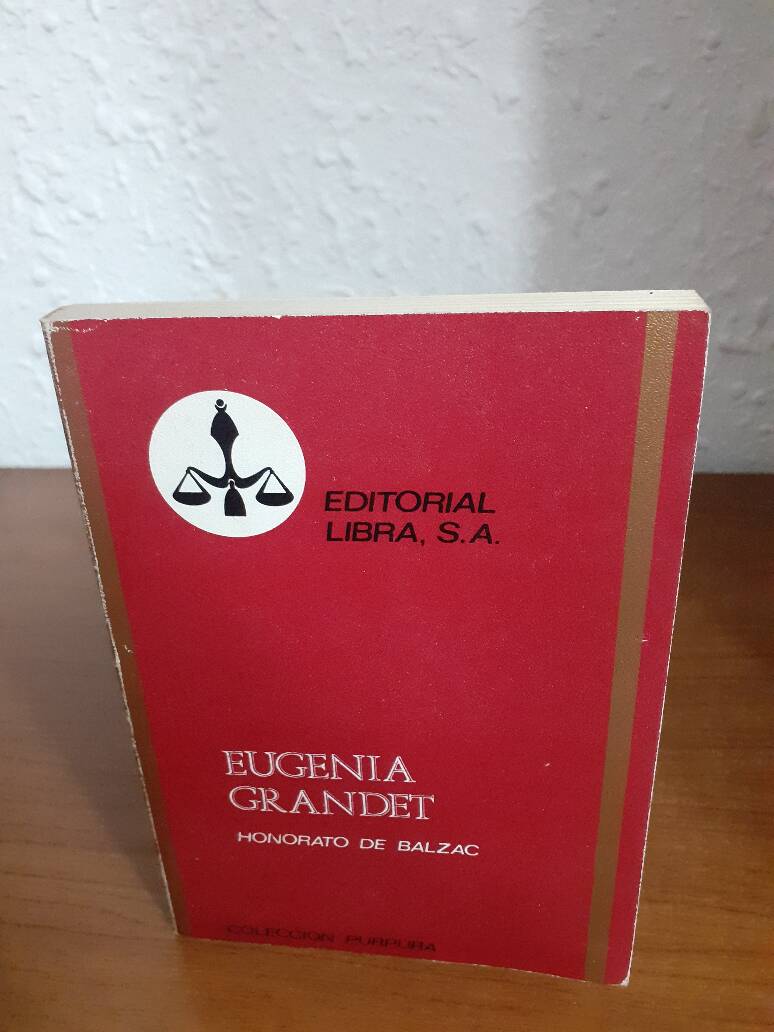 EDITORIAL
LIBRA, S.A.
EUGENIA
GRANDET
HONORATO DE BALZAC
COLECCION PURPURA